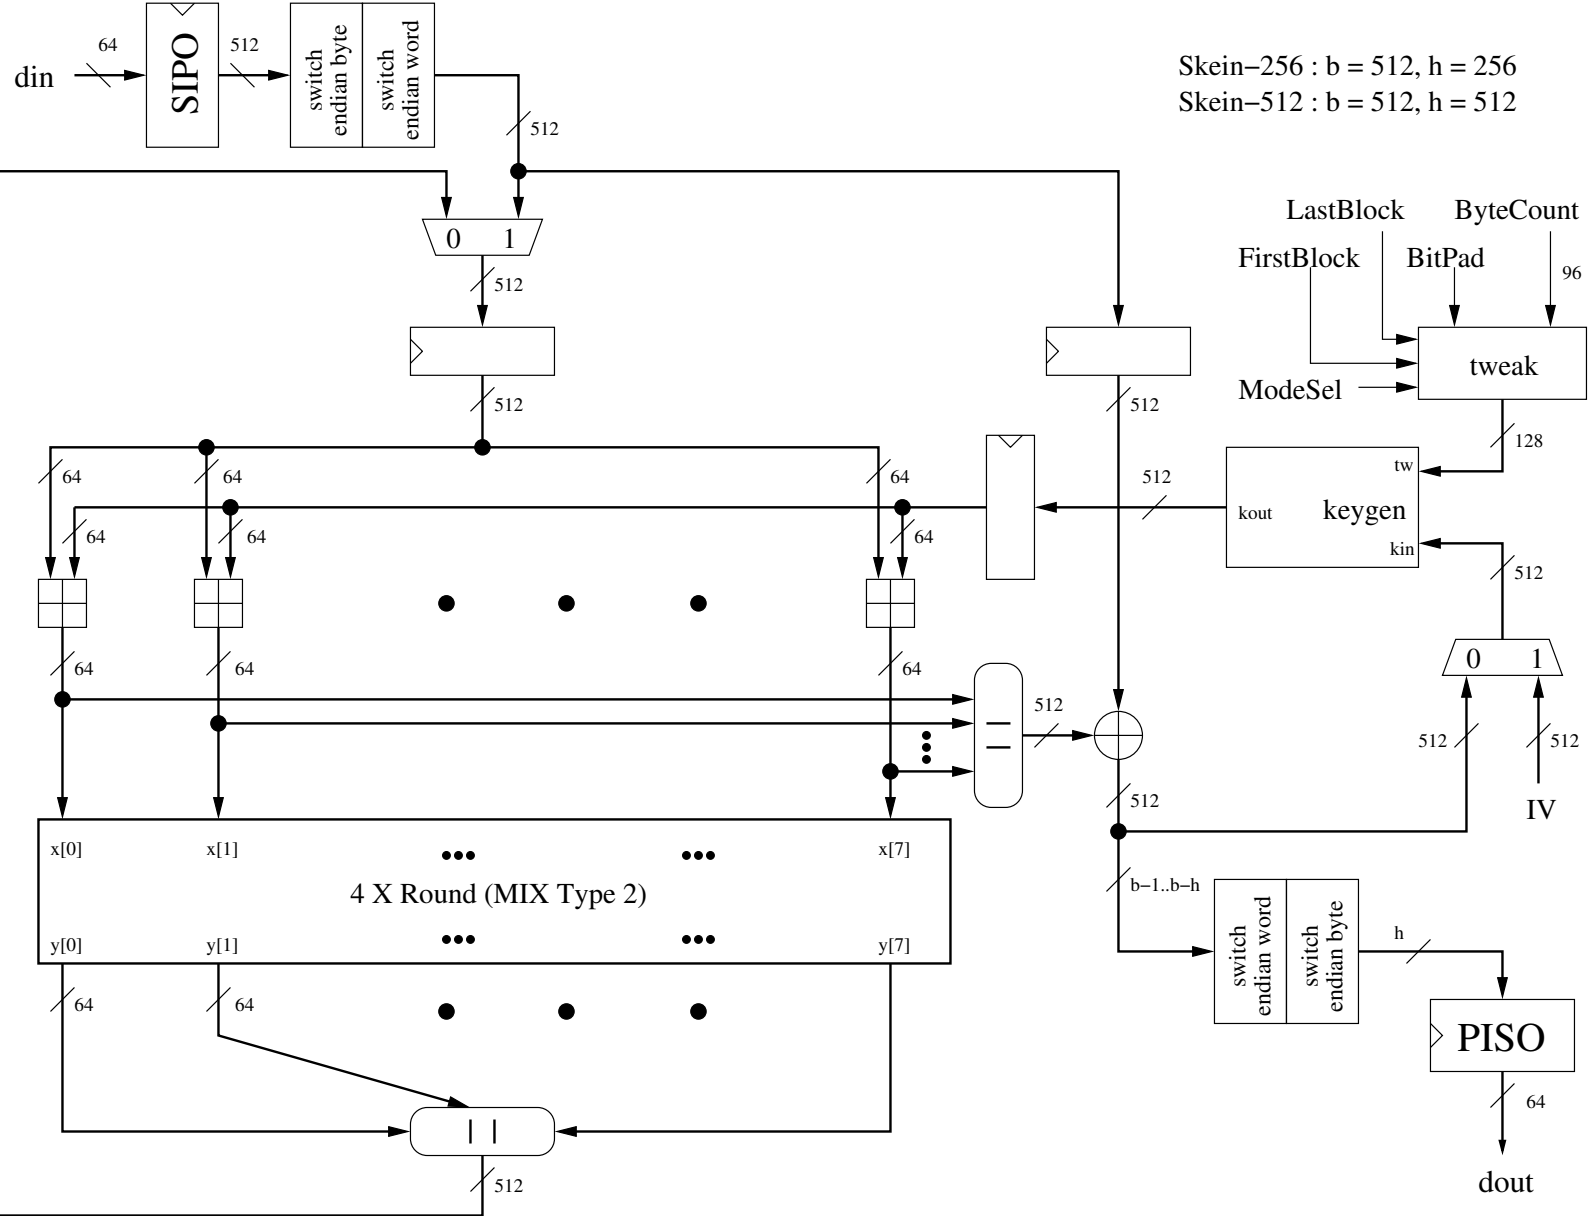 din
64
SIPO
512
switch
endian byte
switch
endian word
512
Skein−256 : b = 512, h = 256
Skein−512 : b = 512, h = 512
0 1
512
LastBlock
ByteCount
FirstBlock
BitPad
96
ModeSel
tweak
512
512
128
64
64
64
64
64
64
512
kout
tw
keygen
kin
512
64
64
64
512
0 1
512
512
IV
512
x[0]
x[1]
x[7]
4 X Round (MIX Type 2)
y[0]
y[1]
y[7]
b−1..b−h
switch
endian word
switch
endian byte
h
64
64
PISO
64
dout
| |
| |
512